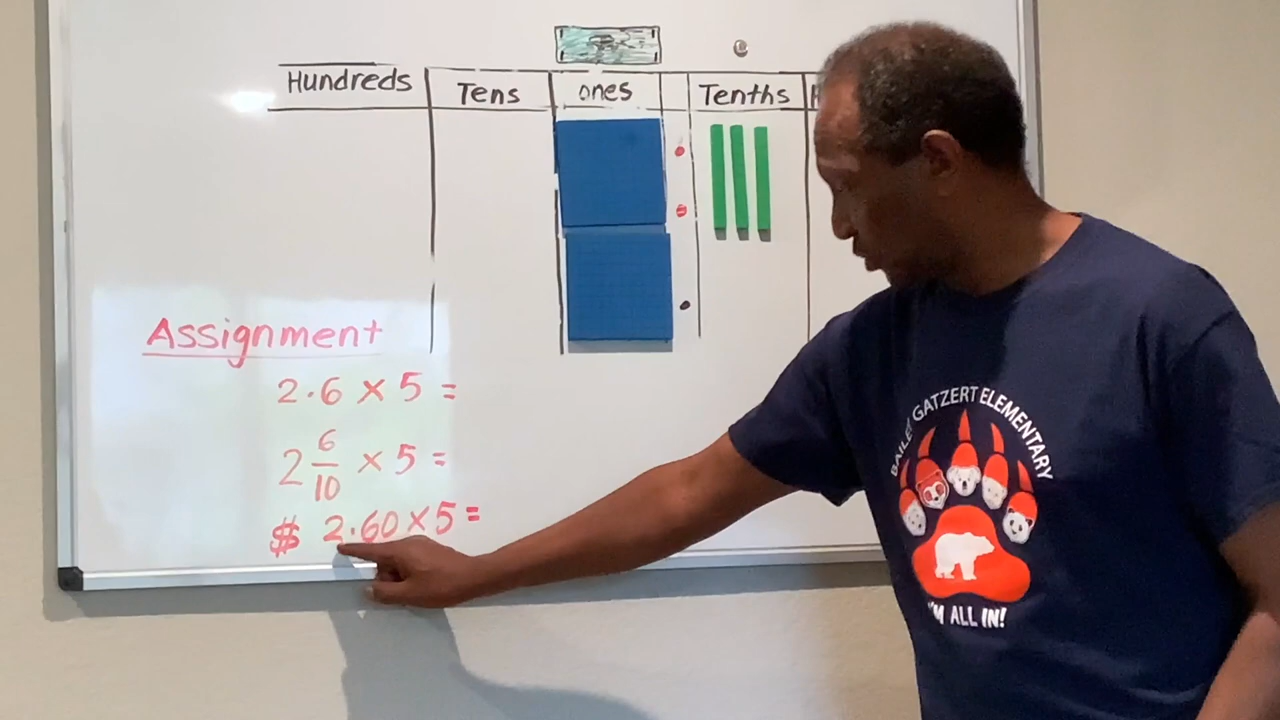 Hundreds Tens ones Tenths H
Assignment
2.6 × 5 =
2 6/10 × 5 =
$ 2.60 × 5 =
BAILEY GATZERT ELEMENTARY
I'M ALL IN!